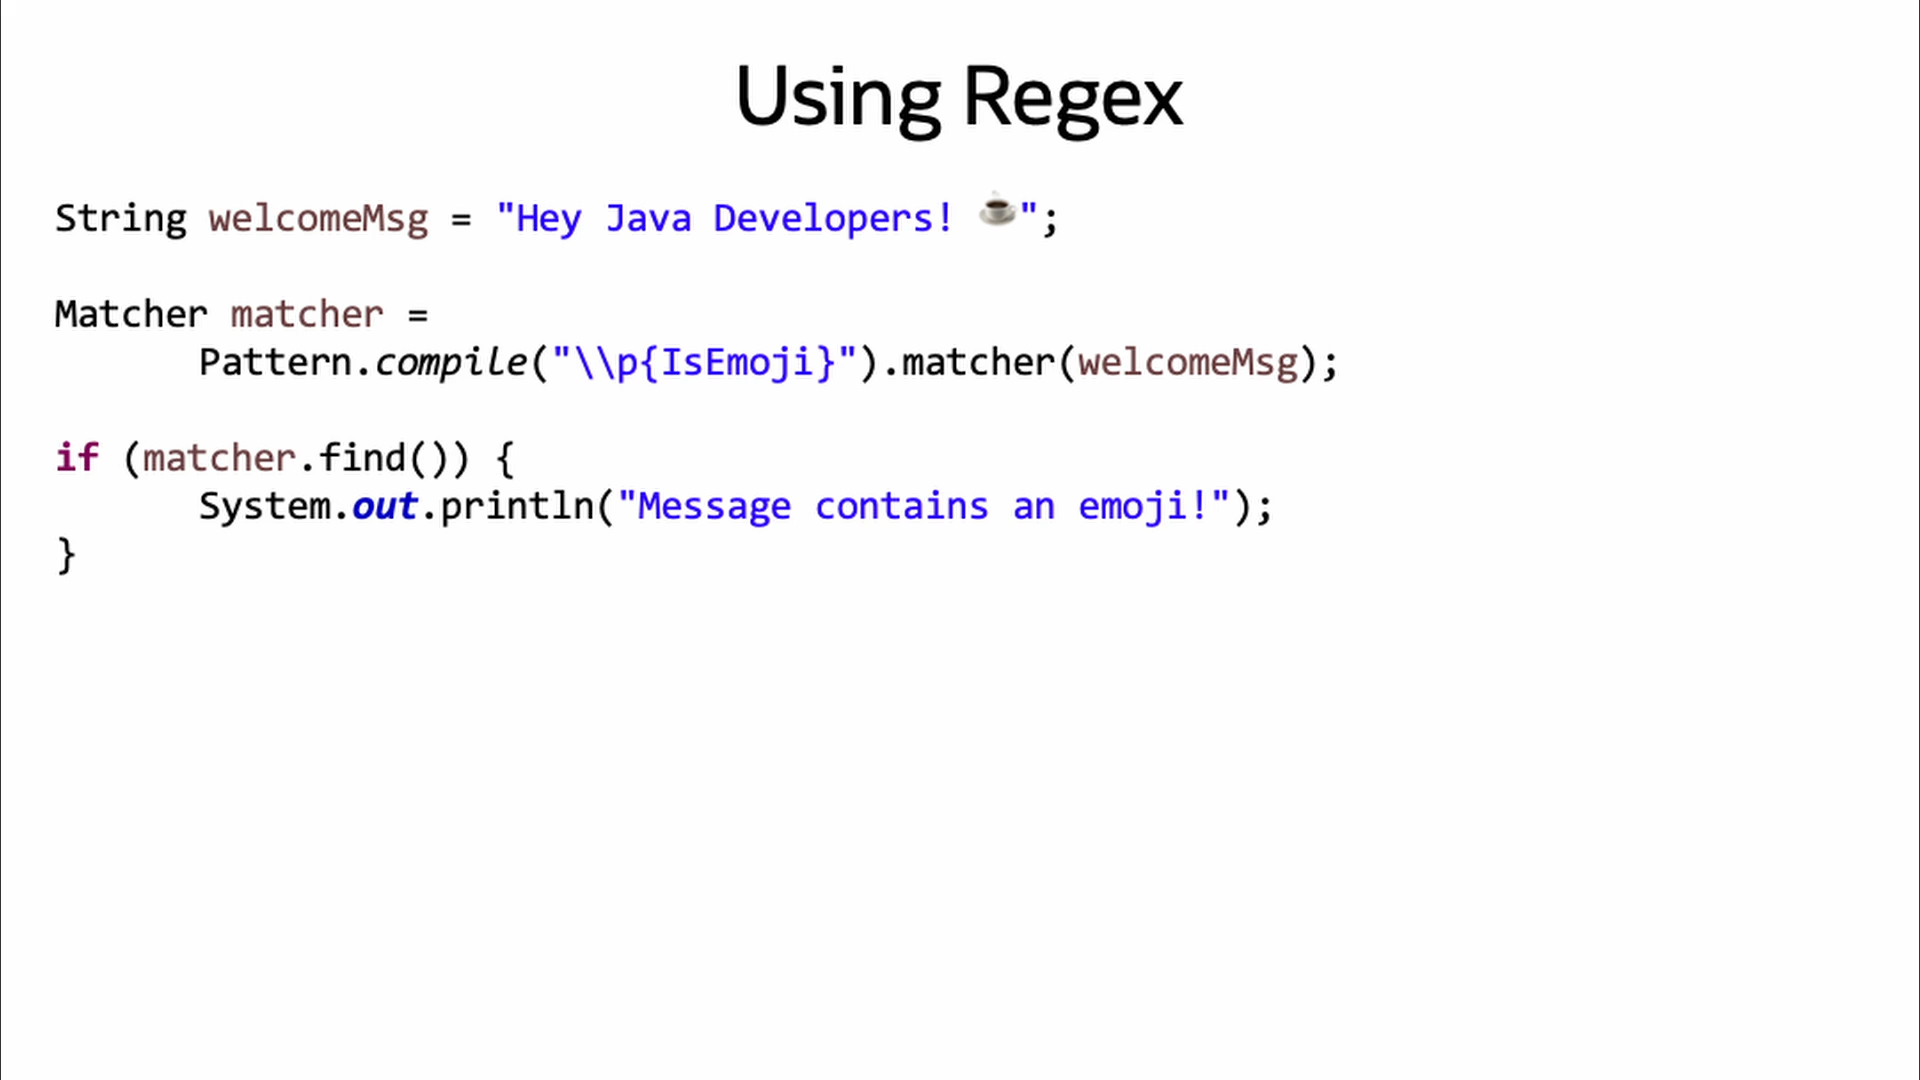 Using Regex
String welcomeMsg = "Hey Java Developers! ☕";
Matcher matcher =
Pattern.compile("\\p{IsEmoji}").matcher(welcomeMsg);
if (matcher.find()) {
System.out.println("Message contains an emoji!");
}